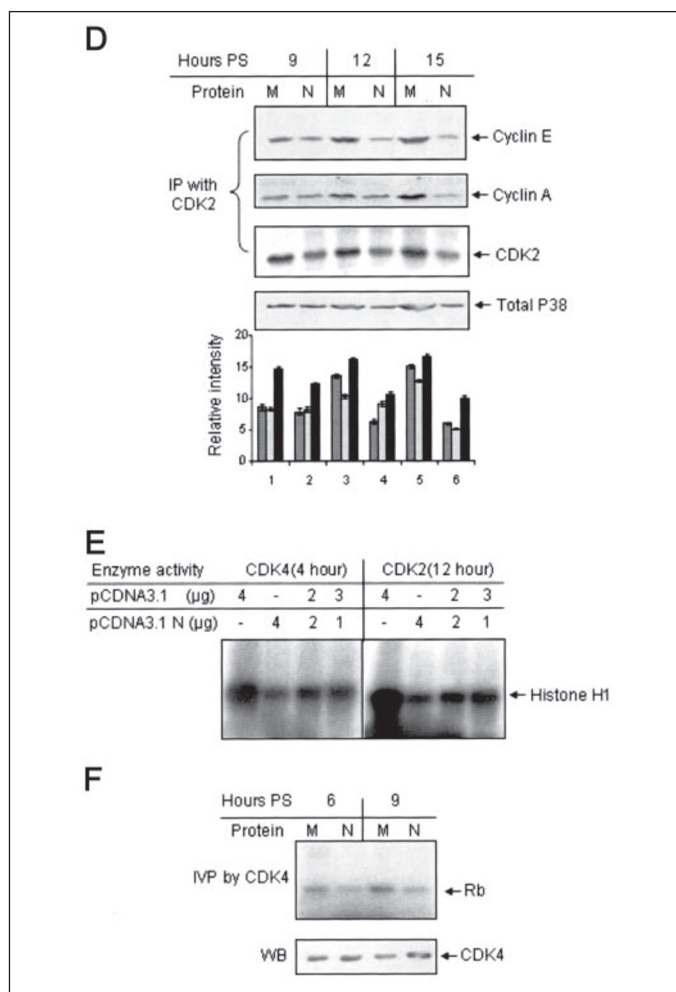 D
Hours PS 9 12 15
Protein M N M N M N
Cyclin E
IP with CDK2
Cyclin A
CDK2
Total P38
Relative intensity
20
15
10
5
0
1 2 3 4 5 6
E
Enzyme activity CDK4(4 hour) CDK2(12 hour)
pCDNA3.1 (µg) 4 - 2 3 4 - 2 3
pCDNA3.1 N (µg) - 4 2 1 - 4 2 1
Histone H1
F
Hours PS 6 9
Protein M N M N
IVP by CDK4
Rb
WB CDK4